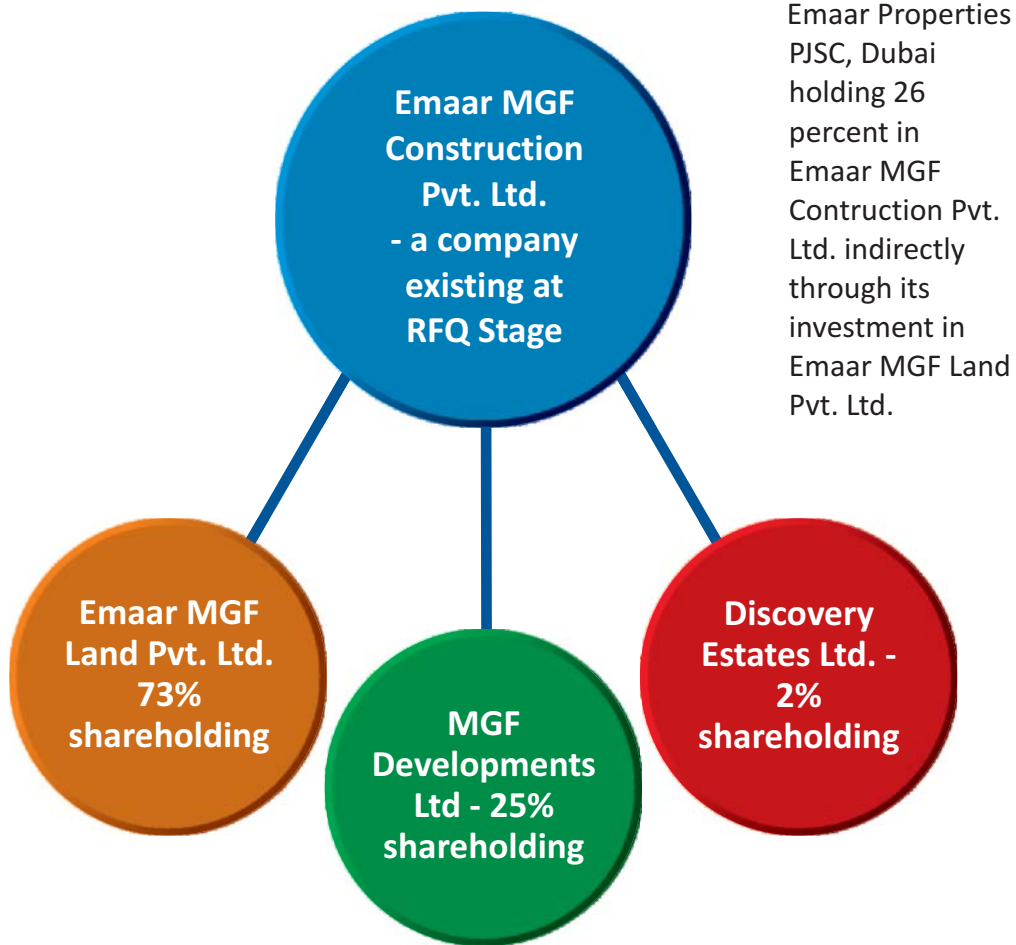 Emaar MGF
Construction
Pvt. Ltd.
- a company
existing at
RFQ Stage
Emaar Properties
PJSC, Dubai
holding 26
percent in
Emaar MGF
Contruction Pvt.
Ltd. indirectly
through its
investment in
Emaar MGF Land
Pvt. Ltd.
Emaar MGF
Land Pvt. Ltd.
73%
shareholding
MGF
Developments
Ltd - 25%
shareholding
Discovery
Estates Ltd. -
2%
shareholding